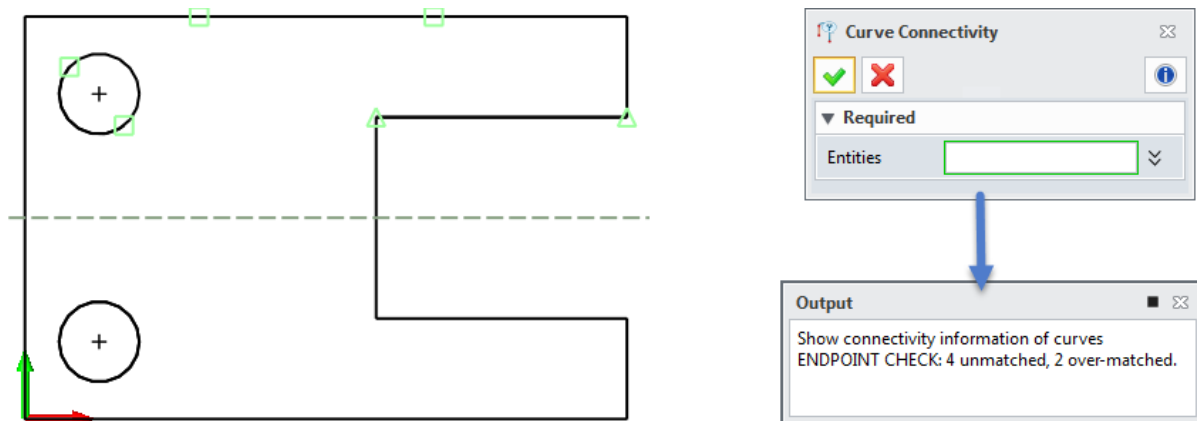 Curve Connectivity
▼ Required
Entities
Output
Show connectivity information of curves
ENDPOINT CHECK: 4 unmatched, 2 over-matched.